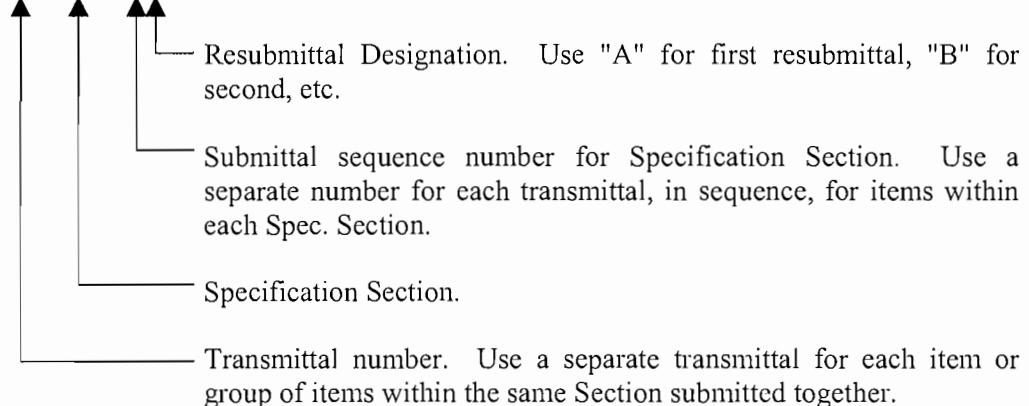 Resubmittal Designation. Use "A" for first resubmittal, "B" for
second, etc.
Submittal sequence number for Specification Section. Use a
separate number for each transmittal, in sequence, for items within
each Spec. Section.
Specification Section.
Transmittal number. Use a separate transmittal for each item or
group of items within the same Section submitted together.